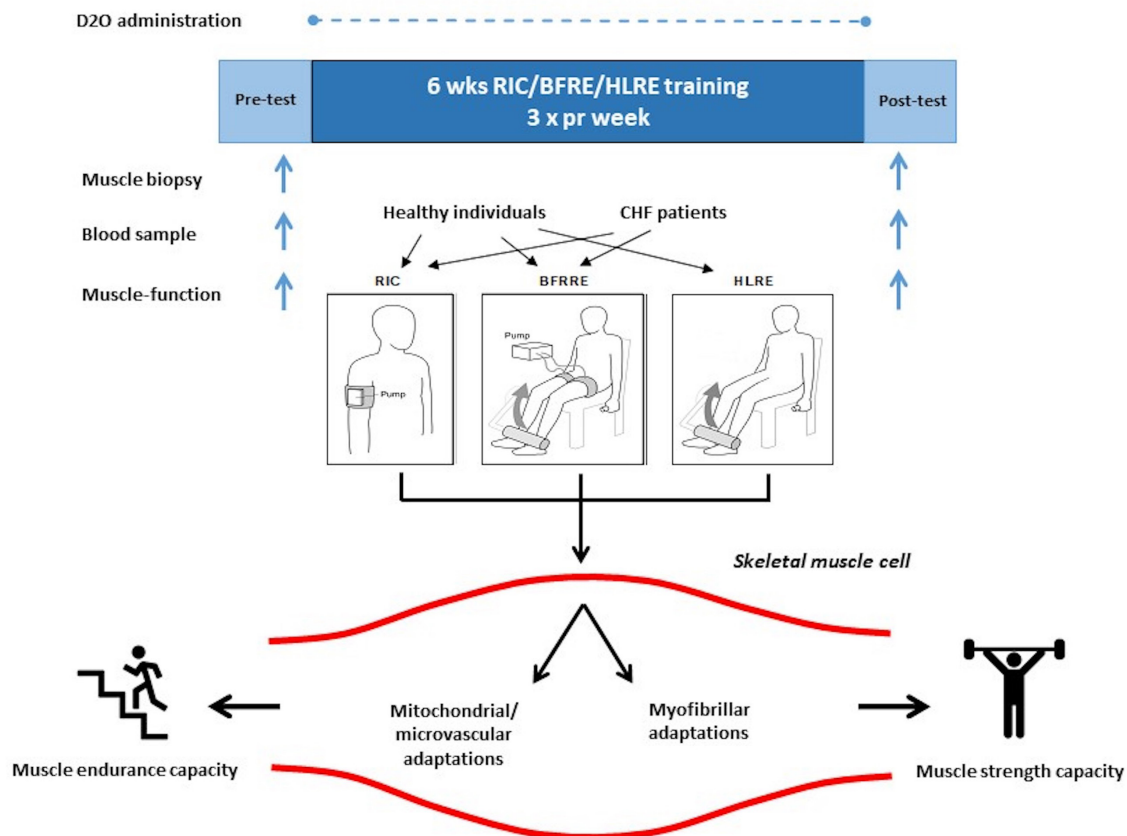 D2O administration
Pre-test
6 wks RIC/BFRE/HLRE training
3 x pr week
Post-test
Muscle biopsy
Blood sample
Muscle-function
Healthy individuals
CHF patients
RIC
BFRRE
HLRE
Pump
Pump
Skeletal muscle cell
Mitochondrial/
microvascular
adaptations
Myofibrillar
adaptations
Muscle endurance capacity
Muscle strength capacity